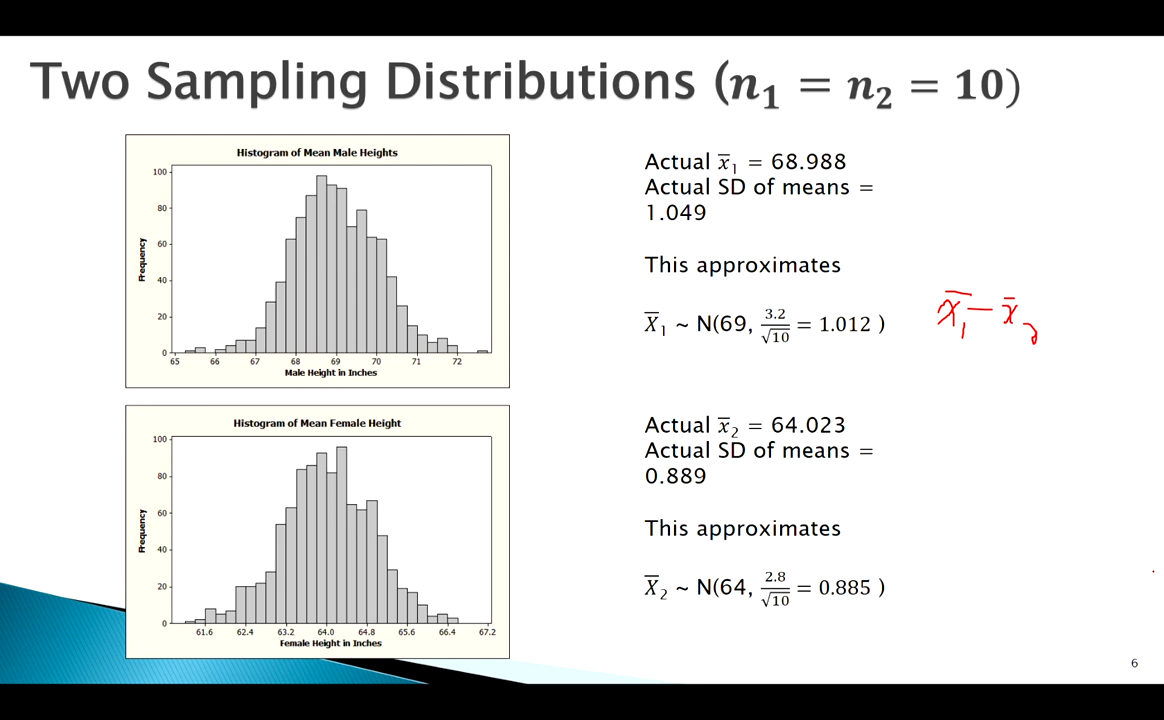 Two Sampling Distributions (n₁ = n₂ = 10)
Histogram of Mean Male Heights
Frequency
100
80
60
40
20
0
65 66 67 68 69 70 71 72
Male Height in Inches
Actual x̅₁ = 68.988
Actual SD of means =
1.049
This approximates
X̅₁ ~ N(69, 3.2/√10 = 1.012 )
x̅₁ − x̅₂
Histogram of Mean Female Height
Frequency
100
80
60
40
20
0
61.6 62.4 63.2 64.0 64.8 65.6 66.4 67.2
Female Height in Inches
Actual x̅₂ = 64.023
Actual SD of means =
0.889
This approximates
X̅₂ ~ N(64, 2.8/√10 = 0.885 )
6